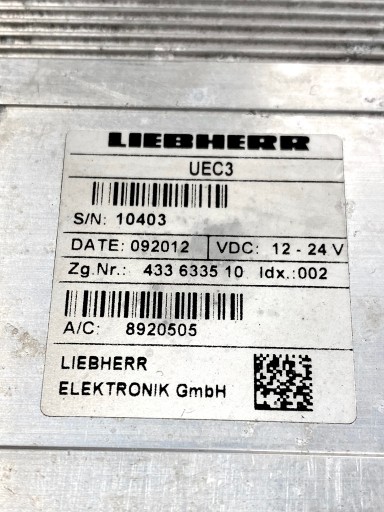 LIEBHERR
UEC3
S/N: 10403
DATE: 092012 VDC: 12 - 24 V
Zg.Nr.: 433 6335 10 Idx.:002
A/C: 8920505
LIEBHERR
ELEKTRONIK GmbH